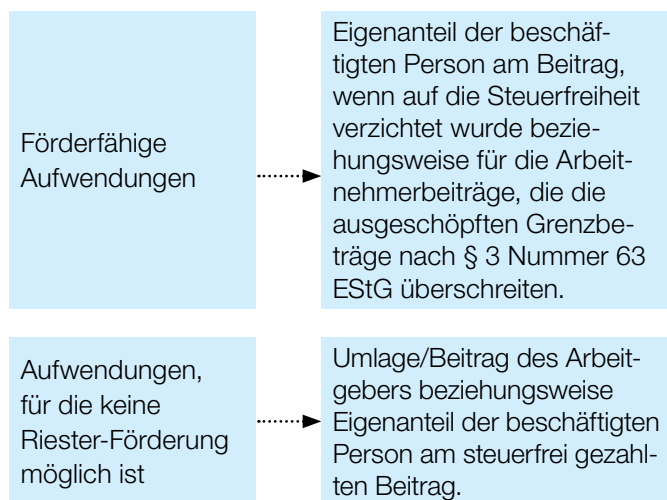 Förderfähige
Aufwendungen
Eigenanteil der beschäf-
tigten Person am Beitrag,
wenn auf die Steuerfreiheit
verzichtet wurde bezie-
hungsweise für die Arbeit-
nehmerbeiträge, die die
ausgeschöpften Grenzbe-
träge nach § 3 Nummer 63
EStG überschreiten.
Aufwendungen,
für die keine
Riester-Förderung
möglich ist
Umlage/Beitrag des Arbeit-
gebers beziehungsweise
Eigenanteil der beschäftigten
Person am steuerfrei gezahl-
ten Beitrag.